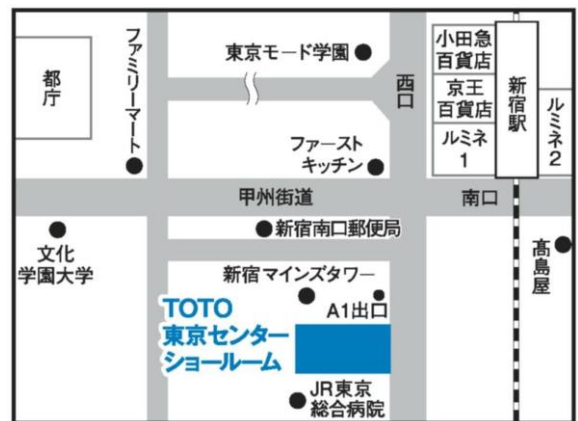 都庁
ファミリーマート
東京モード学園
西口
小田急
百貨店
京王
百貨店
ルミネ
1
新宿駅
ルミネ2
ファースト
キッチン
甲州街道
南口
文化
学園大学
新宿南口郵便局
髙島屋
新宿マインズタワー
A1出口
TOTO
東京センター
ショールーム
JR東京
総合病院